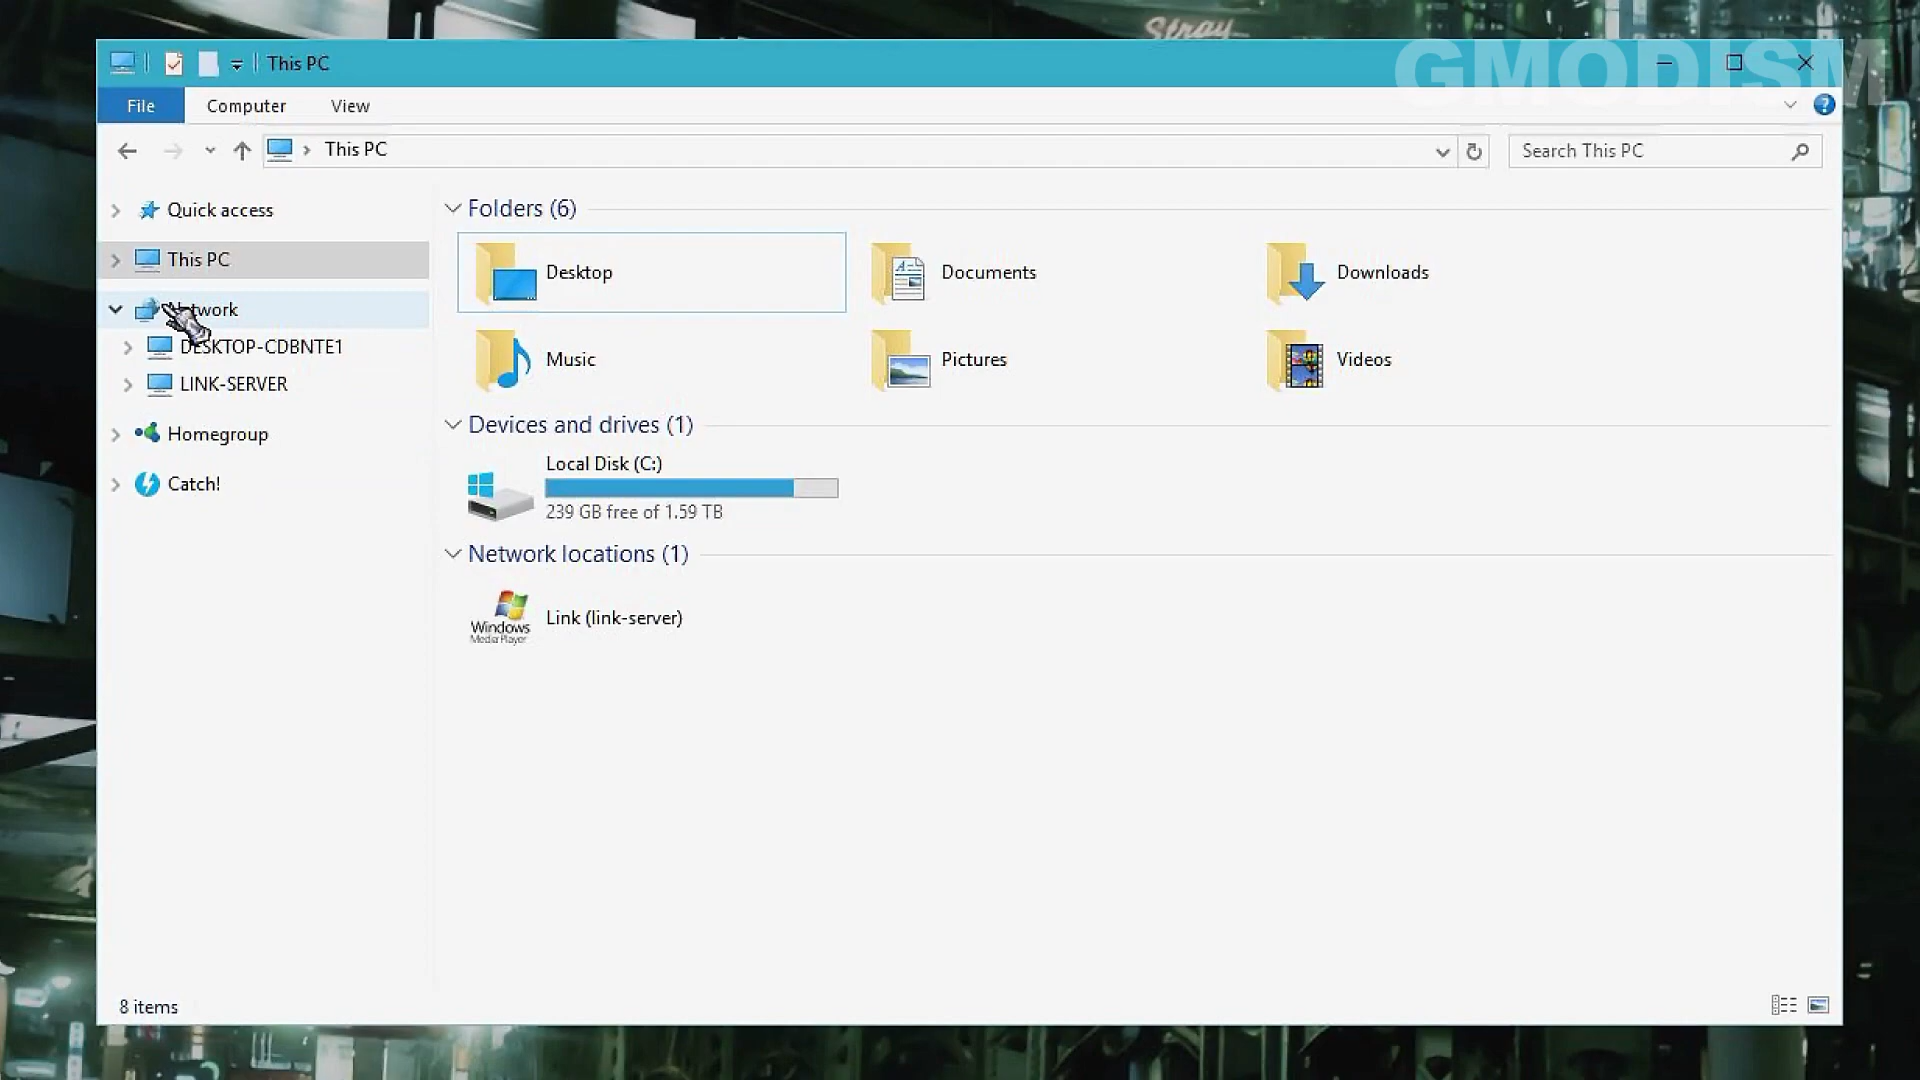 Stray
GMODISM
This PC
File Computer View
This PC
Search This PC
Quick access
This PC
Network
DESKTOP-CDBNTE1
LINK-SERVER
Homegroup
Catch!
Folders (6)
Desktop
Documents
Downloads
Music
Pictures
Videos
Devices and drives (1)
Local Disk (C:)
239 GB free of 1.59 TB
Network locations (1)
Windows
Media Player
Link (link-server)
8 items